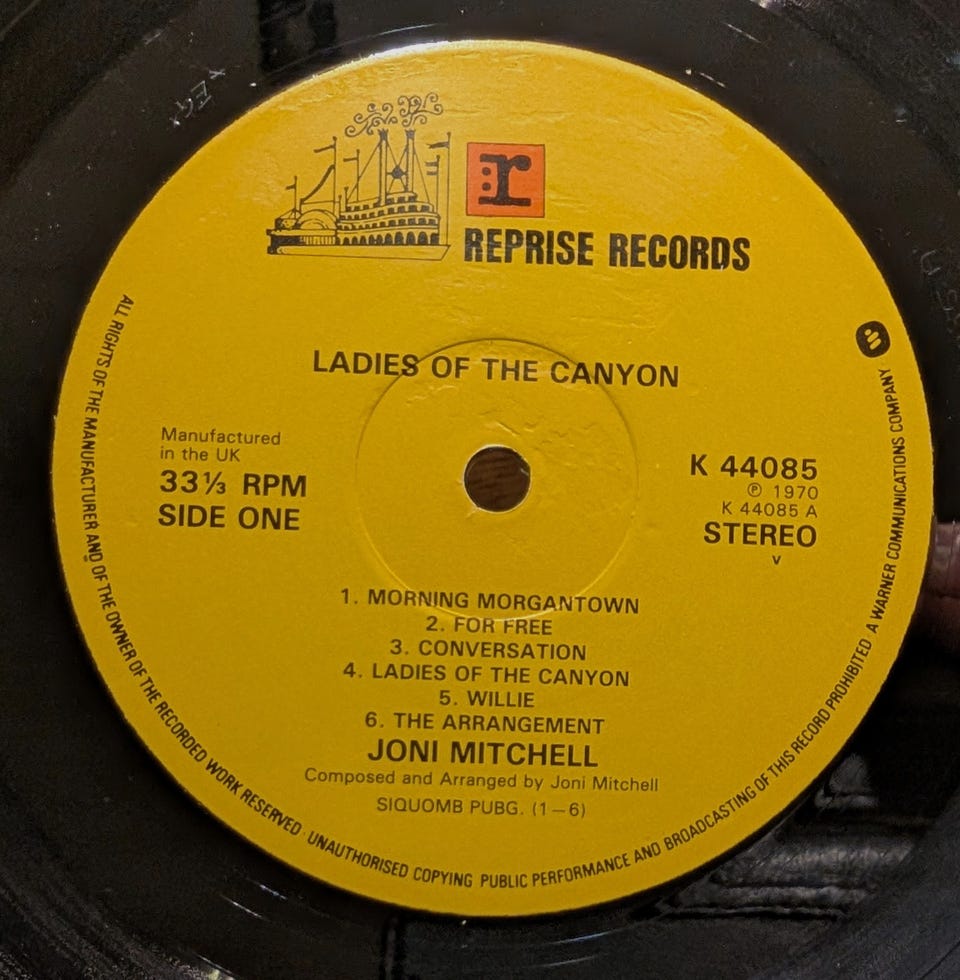 r
REPRISE RECORDS
LADIES OF THE CANYON
Manufactured
in the UK
33⅓ RPM
SIDE ONE
K 44085
℗ 1970
K 44085 A
STEREO
v
1. MORNING MORGANTOWN
2. FOR FREE
3. CONVERSATION
4. LADIES OF THE CANYON
5. WILLIE
6. THE ARRANGEMENT
JONI MITCHELL
Composed and Arranged by Joni Mitchell
SIQUOMB PUBG. (1–6)
ALL RIGHTS OF THE MANUFACTURER AND OF THE OWNER OF THE RECORDED WORK RESERVED · UNAUTHORISED COPYING PUBLIC PERFORMANCE AND BROADCASTING OF THIS RECORD PROHIBITED A WARNER COMMUNICATIONS COMPANY